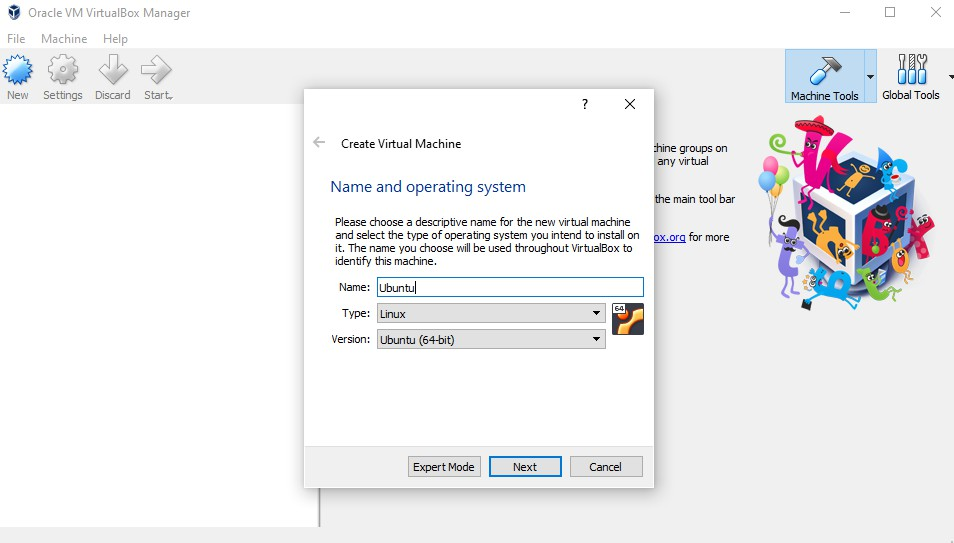 Oracle VM VirtualBox Manager
File Machine Help
New Settings Discard Start
Machine Tools Global Tools
?
Create Virtual Machine
Name and operating system
Please choose a descriptive name for the new virtual machine
and select the type of operating system you intend to install on
it. The name you choose will be used throughout VirtualBox to
identify this machine.
Name: Ubuntu
Type: Linux
64
Version: Ubuntu (64-bit)
Expert Mode Next Cancel
groups on
any virtual
the main tool bar
box.org for more